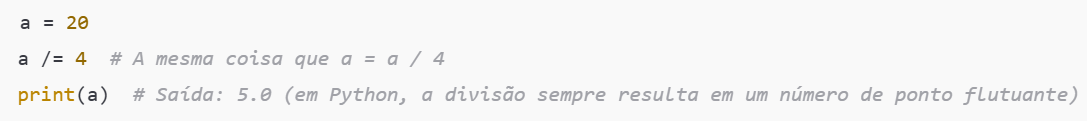 a = 20
a /= 4  # A mesma coisa que a = a / 4
print(a)  # Saída: 5.0 (em Python, a divisão sempre resulta em um número de ponto flutuante)